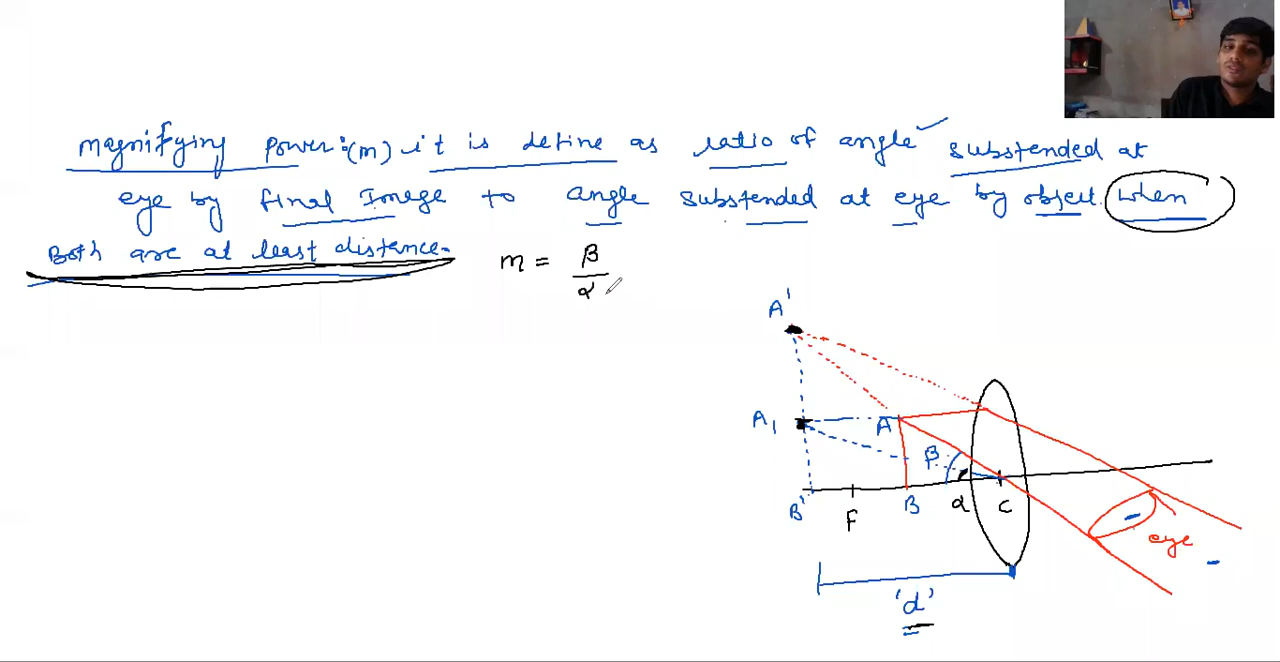 magnifying power:(m) it is define as ratio of angle substended at
eye by final Image to angle substended at eye by object. When
Both are at least distance.
m = β
α
A'
A₁
A
β
B'
F
B
α
C
eye
'd'